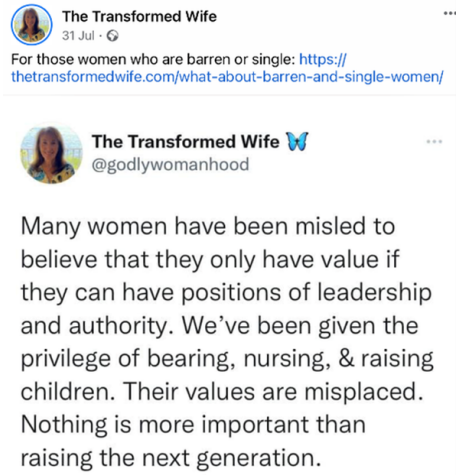 The Transformed Wife
31 Jul ·
For those women who are barren or single: https://
thetransformedwife.com/what-about-barren-and-single-women/
The Transformed Wife
@godlywomanhood
Many women have been misled to
believe that they only have value if
they can have positions of leadership
and authority. We've been given the
privilege of bearing, nursing, & raising
children. Their values are misplaced.
Nothing is more important than
raising the next generation.